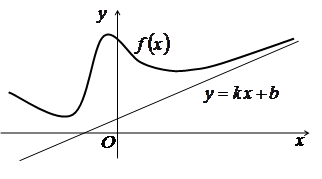 y
f(x)
y = kx+b
O
x